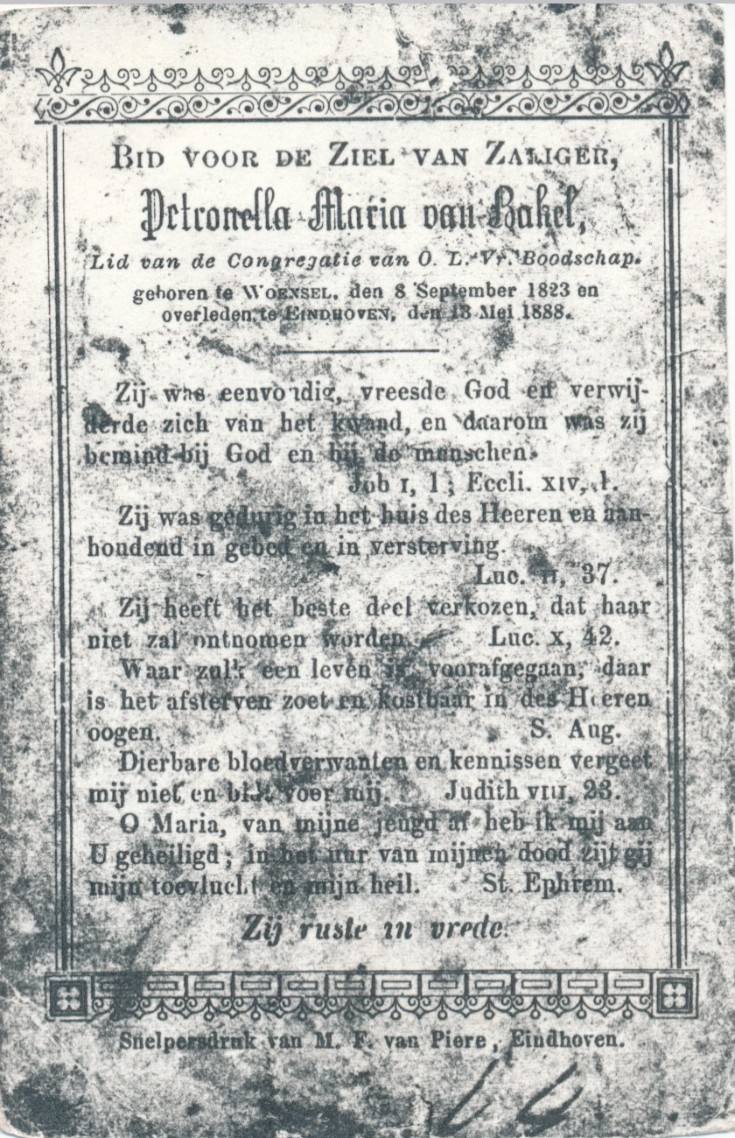 BID VOOR DE ZIEL VAN ZALIGER,
Petronella Maria van Bakel,
Lid van de Congregatie van O. L. Vr. Boodschap.
geboren te WOENSEL, den 8 September 1823 en
overleden te EINDHOVEN, den 13 Mei 1888.
Zij was eenvoudig, vreesde God en verwij-
derde zich van het kwaad, en daarom was zij
bemind bij God en bij de menschen.
Job I, 1; Eccli. XIV, 1.
Zij was gedurig in het huis des Heeren en aan-
houdend in gebed en in versterving.
Luc. II, 37.
Zij heeft het beste deel verkozen, dat haar
niet zal ontnomen worden. Luc. X, 42.
Waar zulk een leven is voorafgegaan, daar
is het afsterven zoet en kostbaar in des Heeren
oogen. S. Aug.
Dierbare bloedverwanten en kennissen vergeet
mij niet, en bidt voor mij. Judith VIII, 23.
O Maria, van mijne jeugd af heb ik mij aan
U geheiligd; in het uur van mijnen dood zijt gij
mijn toevlucht en mijn heil. St. Ephrem.
Zij ruste in vrede.
Snelpersdruk van M. F. van Piere, Eindhoven.